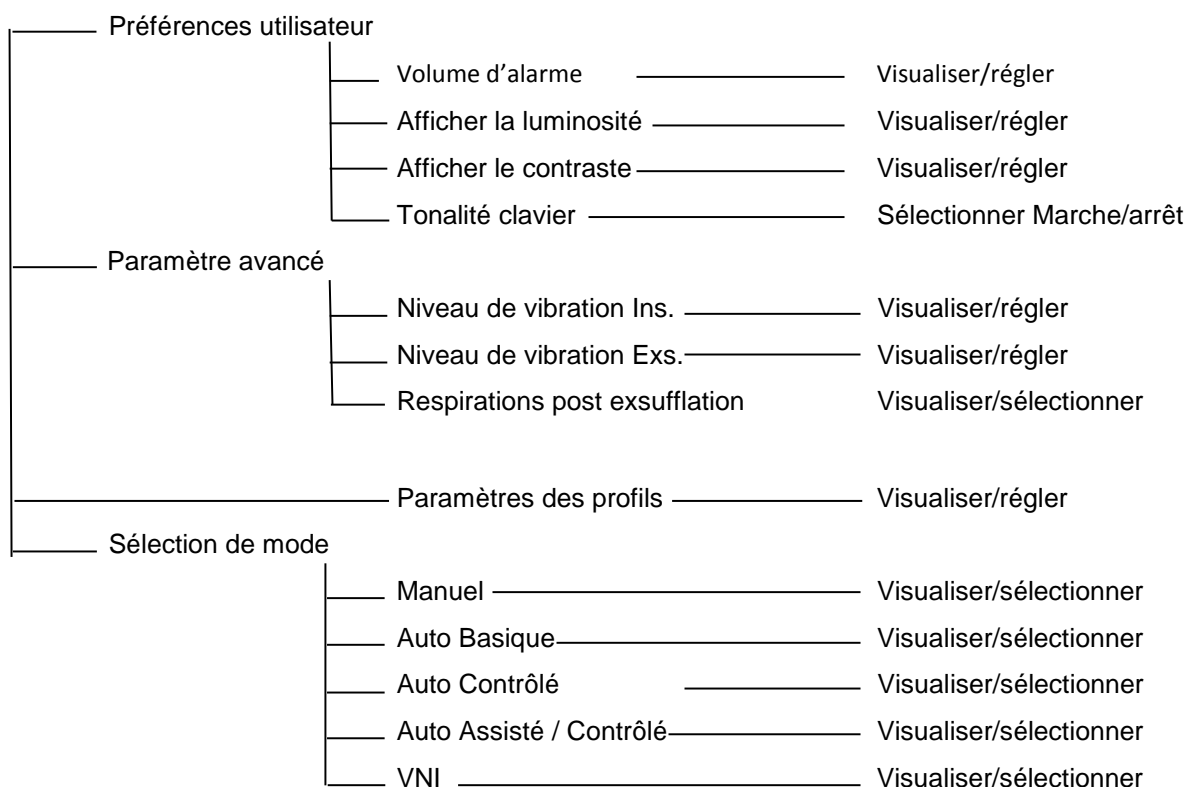 Préférences utilisateur
Volume d’alarme Visualiser/régler
Afficher la luminosité Visualiser/régler
Afficher le contraste Visualiser/régler
Tonalité clavier Sélectionner Marche/arrêt
Paramètre avancé
Niveau de vibration Ins. Visualiser/régler
Niveau de vibration Exs. Visualiser/régler
Respirations post exsufflation Visualiser/sélectionner
Paramètres des profils Visualiser/régler
Sélection de mode
Manuel Visualiser/sélectionner
Auto Basique Visualiser/sélectionner
Auto Contrôlé Visualiser/sélectionner
Auto Assisté / Contrôlé Visualiser/sélectionner
VNI Visualiser/sélectionner